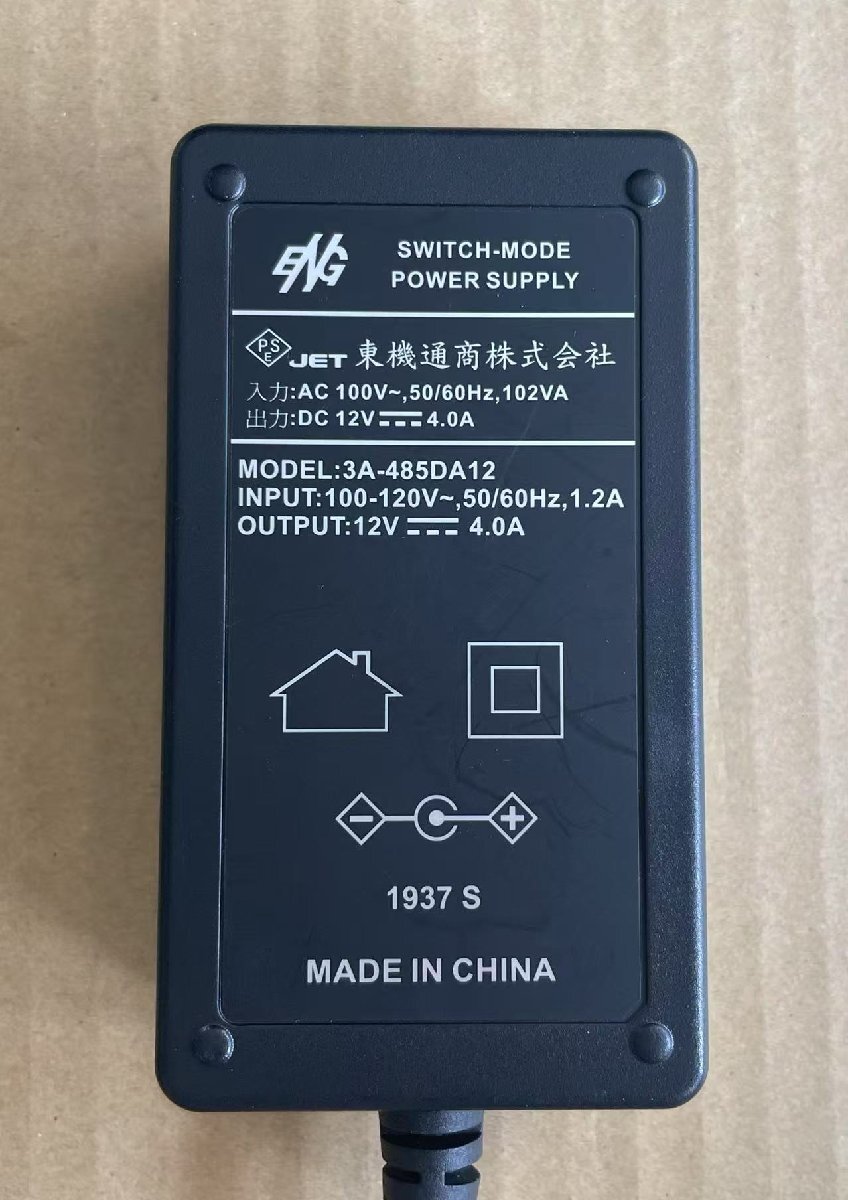 ENG
SWITCH-MODE
POWER SUPPLY
PSE JET 東機通商株式会社
入力:AC 100V~,50/60Hz,102VA
出力:DC 12V⎓4.0A
MODEL:3A-485DA12
INPUT:100-120V~,50/60Hz,1.2A
OUTPUT:12V ⎓ 4.0A
- +
1937 S
MADE IN CHINA